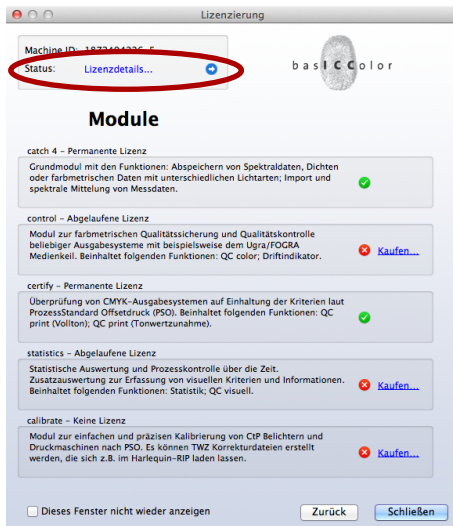 Lizenzierung
Machine ID:
Status: Lizenzdetails...
basICColor
Module
catch 4 – Permanente Lizenz
Grundmodul mit den Funktionen: Abspeichern von Spektraldaten, Dichten
oder farbmetrischen Daten mit unterschiedlichen Lichtarten; Import und
spektrale Mittelung von Messdaten.
control – Abgelaufene Lizenz
Modul zur farbmetrischen Qualitätssicherung und Qualitätskontrolle
beliebiger Ausgabesysteme mit beispielsweise dem Ugra/FOGRA
Medienkeil. Beinhaltet folgenden Funktionen: QC color; Driftindikator.
Kaufen...
certify – Permanente Lizenz
Überprüfung von CMYK-Ausgabesystemen auf Einhaltung der Kriterien laut
ProzessStandard Offsetdruck (PSO). Beinhaltet folgenden Funktionen: QC
print (Vollton); QC print (Tonwertzunahme).
statistics – Abgelaufene Lizenz
Statistische Auswertung und Prozesskontrolle über die Zeit.
Zusatzauswertung zur Erfassung von visuellen Kriterien und Informationen.
Beinhaltet folgenden Funktionen: Statistik; QC visuell.
Kaufen...
calibrate – Keine Lizenz
Modul zur einfachen und präzisen Kalibrierung von CtP Belichtern und
Druckmaschinen nach PSO. Es können TWZ Korrekturdateien erstellt
werden, die sich z.B. im Harlequin-RIP laden lassen.
Kaufen...
Dieses Fenster nicht wieder anzeigen
Zurück
Schließen